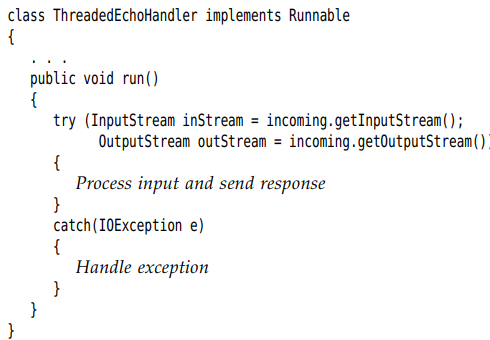 class ThreadedEchoHandler implements Runnable
{
. . .
public void run()
{
try (InputStream inStream = incoming.getInputStream();
OutputStream outStream = incoming.getOutputStream())
{
Process input and send response
}
catch(IOException e)
{
Handle exception
}
}
}